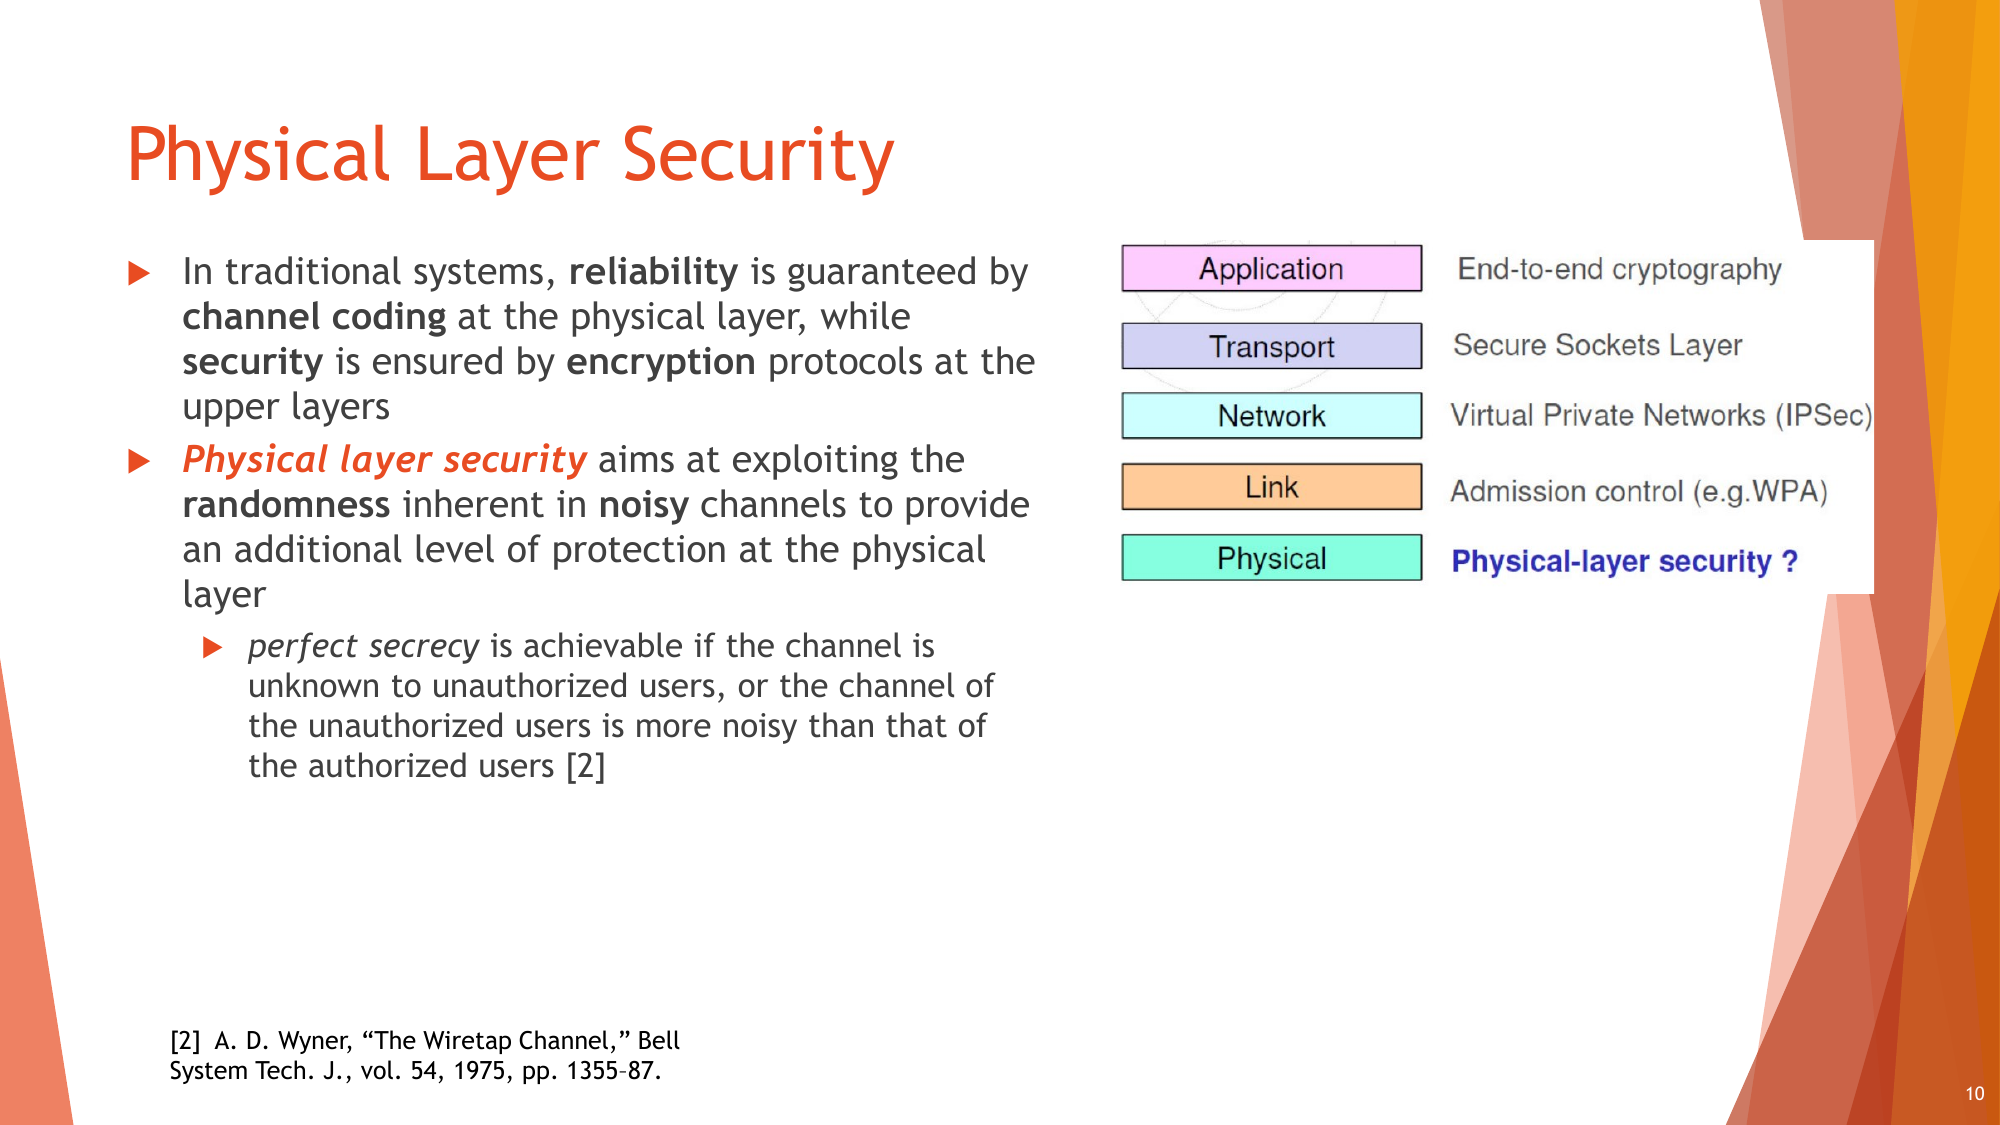 Physical Layer Security
In traditional systems, reliability is guaranteed by
channel coding at the physical layer, while
security is ensured by encryption protocols at the
upper layers
Physical layer security aims at exploiting the
randomness inherent in noisy channels to provide
an additional level of protection at the physical
layer
perfect secrecy is achievable if the channel is
unknown to unauthorized users, or the channel of
the unauthorized users is more noisy than that of
the authorized users [2]
Application End-to-end cryptography
Transport Secure Sockets Layer
Network Virtual Private Networks (IPSec)
Link Admission control (e.g.WPA)
Physical Physical-layer security ?
[2] A. D. Wyner, “The Wiretap Channel,” Bell
System Tech. J., vol. 54, 1975, pp. 1355–87.
10